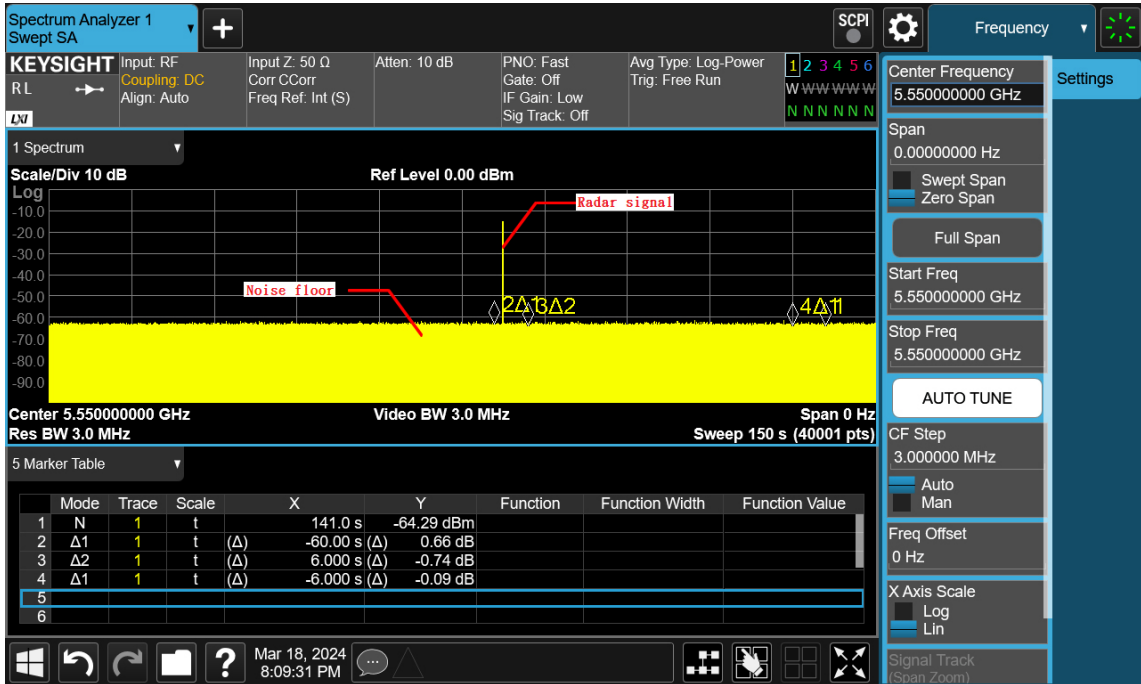 Spectrum Analyzer 1
Swept SA
SCPI
Frequency
KEYSIGHT
RL
LXI
Input: RF
Coupling: DC
Align: Auto
Input Z: 50 Ω
Corr CCorr
Freq Ref: Int (S)
Atten: 10 dB
PNO: Fast
Gate: Off
IF Gain: Low
Sig Track: Off
Avg Type: Log-Power
Trig: Free Run
1 2 3 4 5 6
W W W W W W
N N N N N N
1 Spectrum
Scale/Div 10 dB
Ref Level 0.00 dBm
Log
-10.0
-20.0
-30.0
-40.0
-50.0
-60.0
-70.0
-80.0
-90.0
Radar signal
Noise floor
2Δ1
3Δ2
4Δ1
1
Center 5.550000000 GHz
Video BW 3.0 MHz
Span 0 Hz
Res BW 3.0 MHz
Sweep 150 s (40001 pts)
5 Marker Table
Mode Trace Scale X Y Function Function Width Function Value
1 N 1 t 141.0 s -64.29 dBm
2 Δ1 1 t (Δ) -60.00 s (Δ) 0.66 dB
3 Δ2 1 t (Δ) 6.000 s (Δ) -0.74 dB
4 Δ1 1 t (Δ) -6.000 s (Δ) -0.09 dB
5
6
?
Mar 18, 2024
8:09:31 PM
Center Frequency
5.550000000 GHz
Span
0.00000000 Hz
Swept Span
Zero Span
Full Span
Start Freq
5.550000000 GHz
Stop Freq
5.550000000 GHz
AUTO TUNE
CF Step
3.000000 MHz
Auto
Man
Freq Offset
0 Hz
X Axis Scale
Log
Lin
Signal Track
(Span Zoom)
Settings